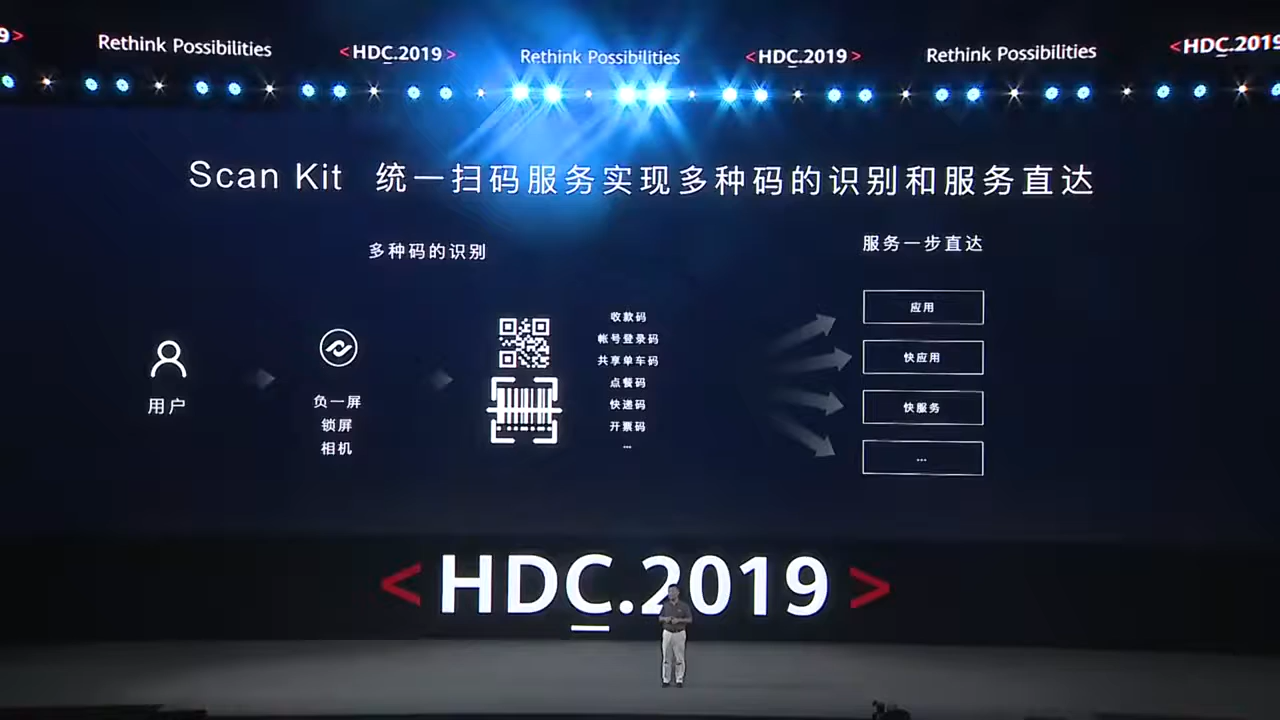 9>
Rethink Possibilities
<HDC.2019>
Rethink Possibilities
<HDC.2019>
Rethink Possibilities
<HDC.2019
Scan Kit 统一扫码服务实现多种码的识别和服务直达
多种码的识别
服务一步直达
用户
负一屏
锁屏
相机
收款码
帐号登录码
共享单车码
点餐码
快递码
开票码
...
应用
快应用
快服务
...
<HDC.2019>